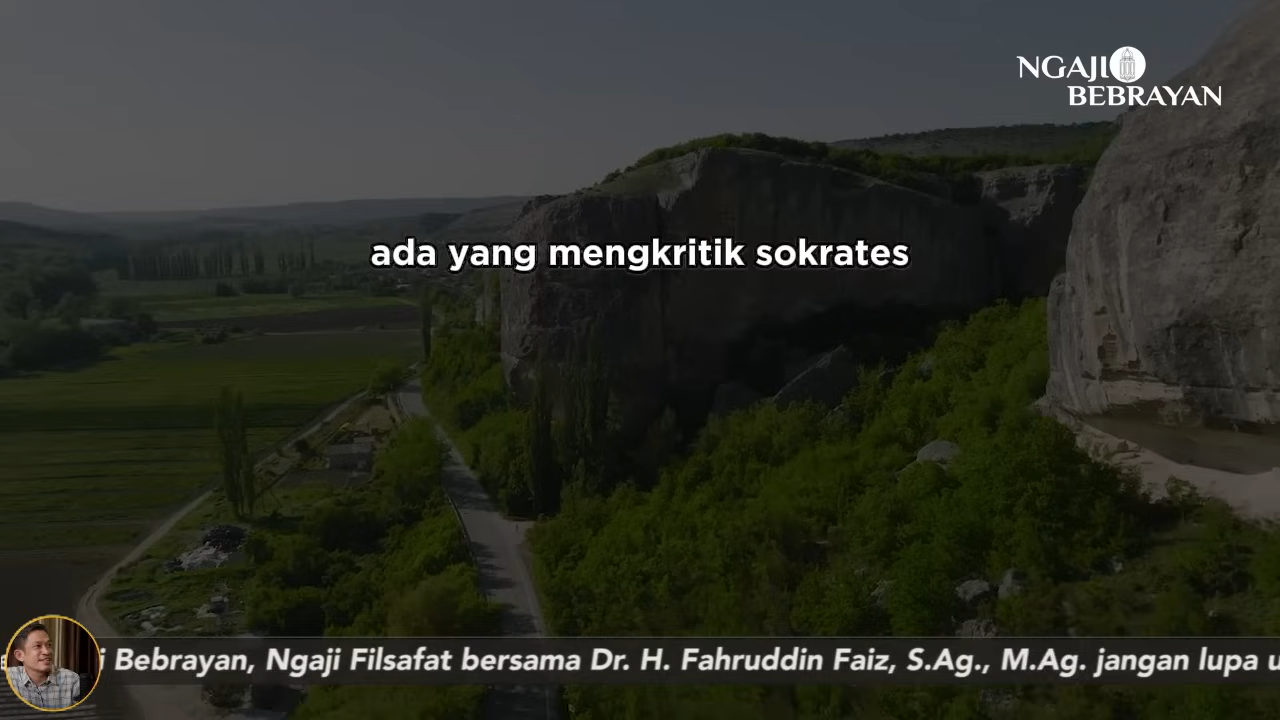 NGAJI
BEBRAYAN
ada yang mengkritik sokrates
i Bebrayan, Ngaji Filsafat bersama Dr. H. Fahruddin Faiz, S.Ag., M.Ag. jangan lupa u